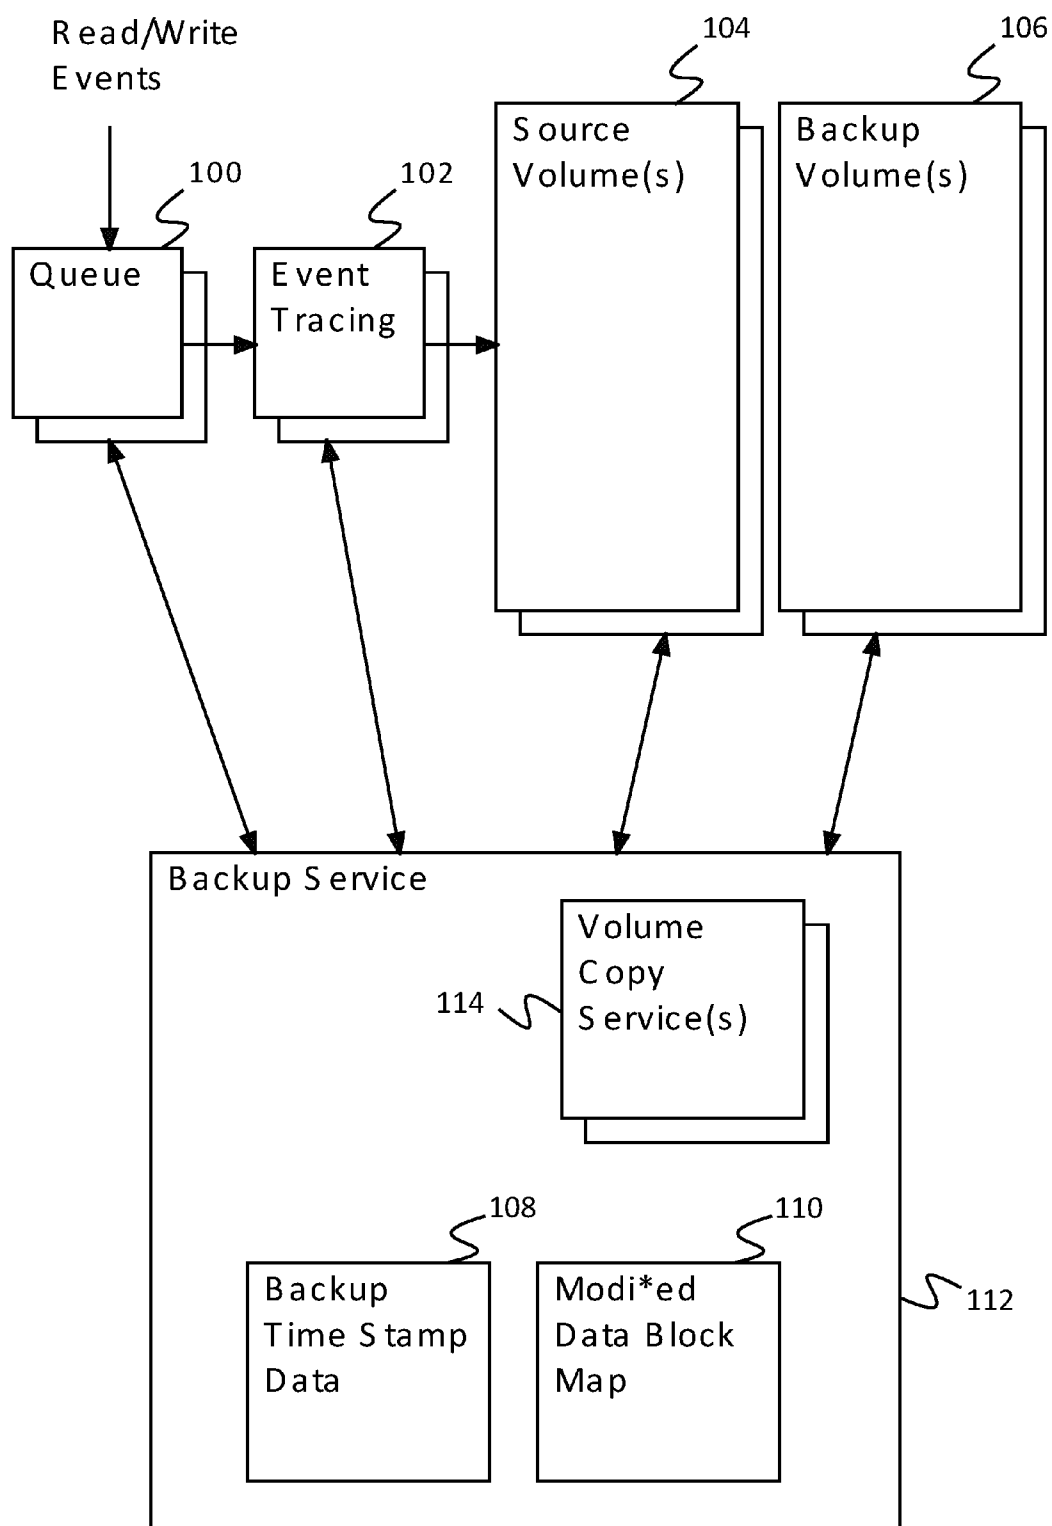 Read/Write
Events
104
106
Source
Volume(s)
Backup
Volume(s)
100
102
Queue
Event
Tracing
Backup Service
Volume
Copy
Service(s)
114
108
110
Backup
Time Stamp
Data
Modi*ed
Data Block
Map
112